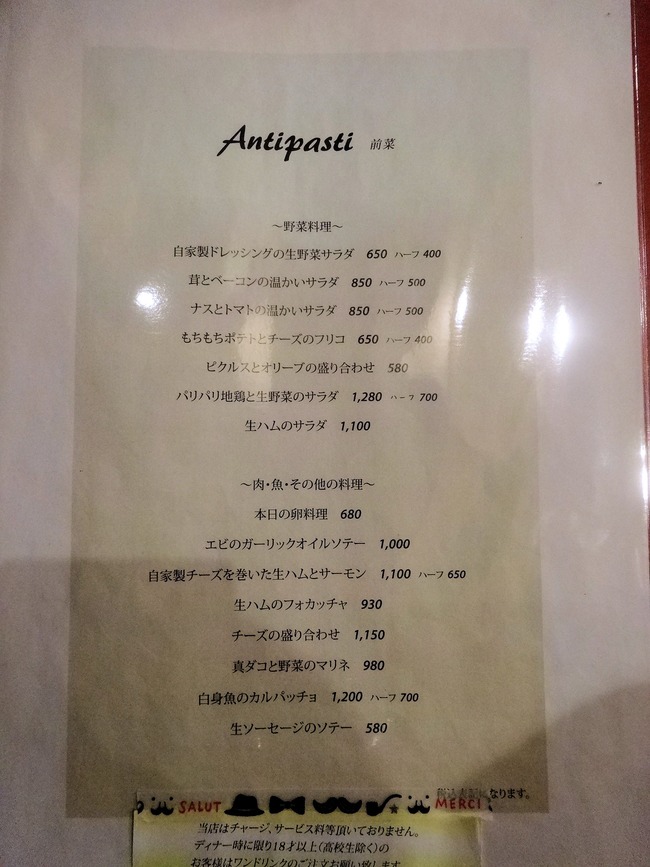 Antipasti 前菜
～野菜料理～
自家製ドレッシングの生野菜サラダ 650 ハーフ 400
茸とベーコンの温かいサラダ 850 ハーフ 500
ナスとトマトの温かいサラダ 850 ハーフ 500
もちもちポテトとチーズのフリコ 650 ハーフ 400
ピクルスとオリーブの盛り合わせ 580
パリパリ地鶏と生野菜のサラダ 1,280 ハーフ 700
生ハムのサラダ 1,100
～肉・魚・その他の料理～
本日の卵料理 680
エビのガーリックオイルソテー 1,000
自家製チーズを巻いた生ハムとサーモン 1,100 ハーフ 650
生ハムのフォカッチャ 930
チーズの盛り合わせ 1,150
真ダコと野菜のマリネ 980
白身魚のカルパッチョ 1,200 ハーフ 700
生ソーセージのソテー 580
なります。
SALUT MERCI
当店はチャージ、サービス料等頂いておりません。
ディナー時に限り18才以上(高校生除く)の
お客様はワンドリンクのご注文お願い致します